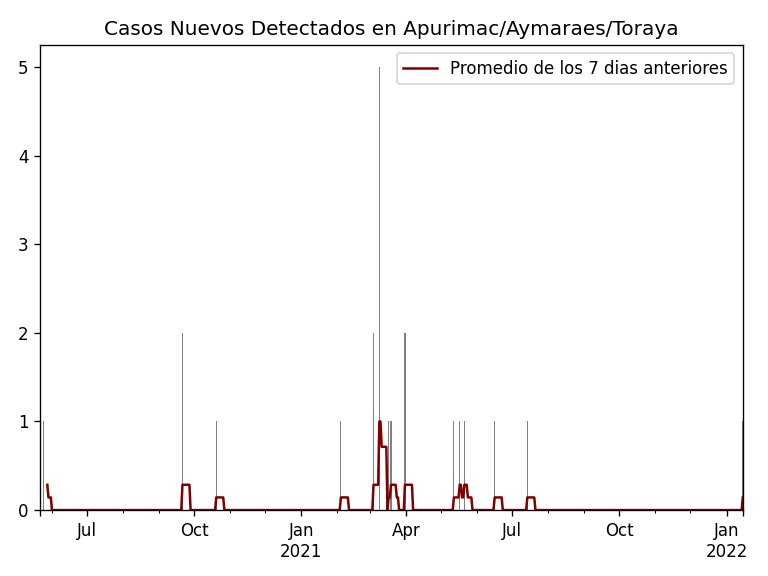 Casos Nuevos Detectados en Apurimac/Aymaraes/Toraya
Promedio de los 7 dias anteriores
5
4
3
2
1
0
Jul
Oct
Jan
2021
Apr
Jul
Oct
Jan
2022